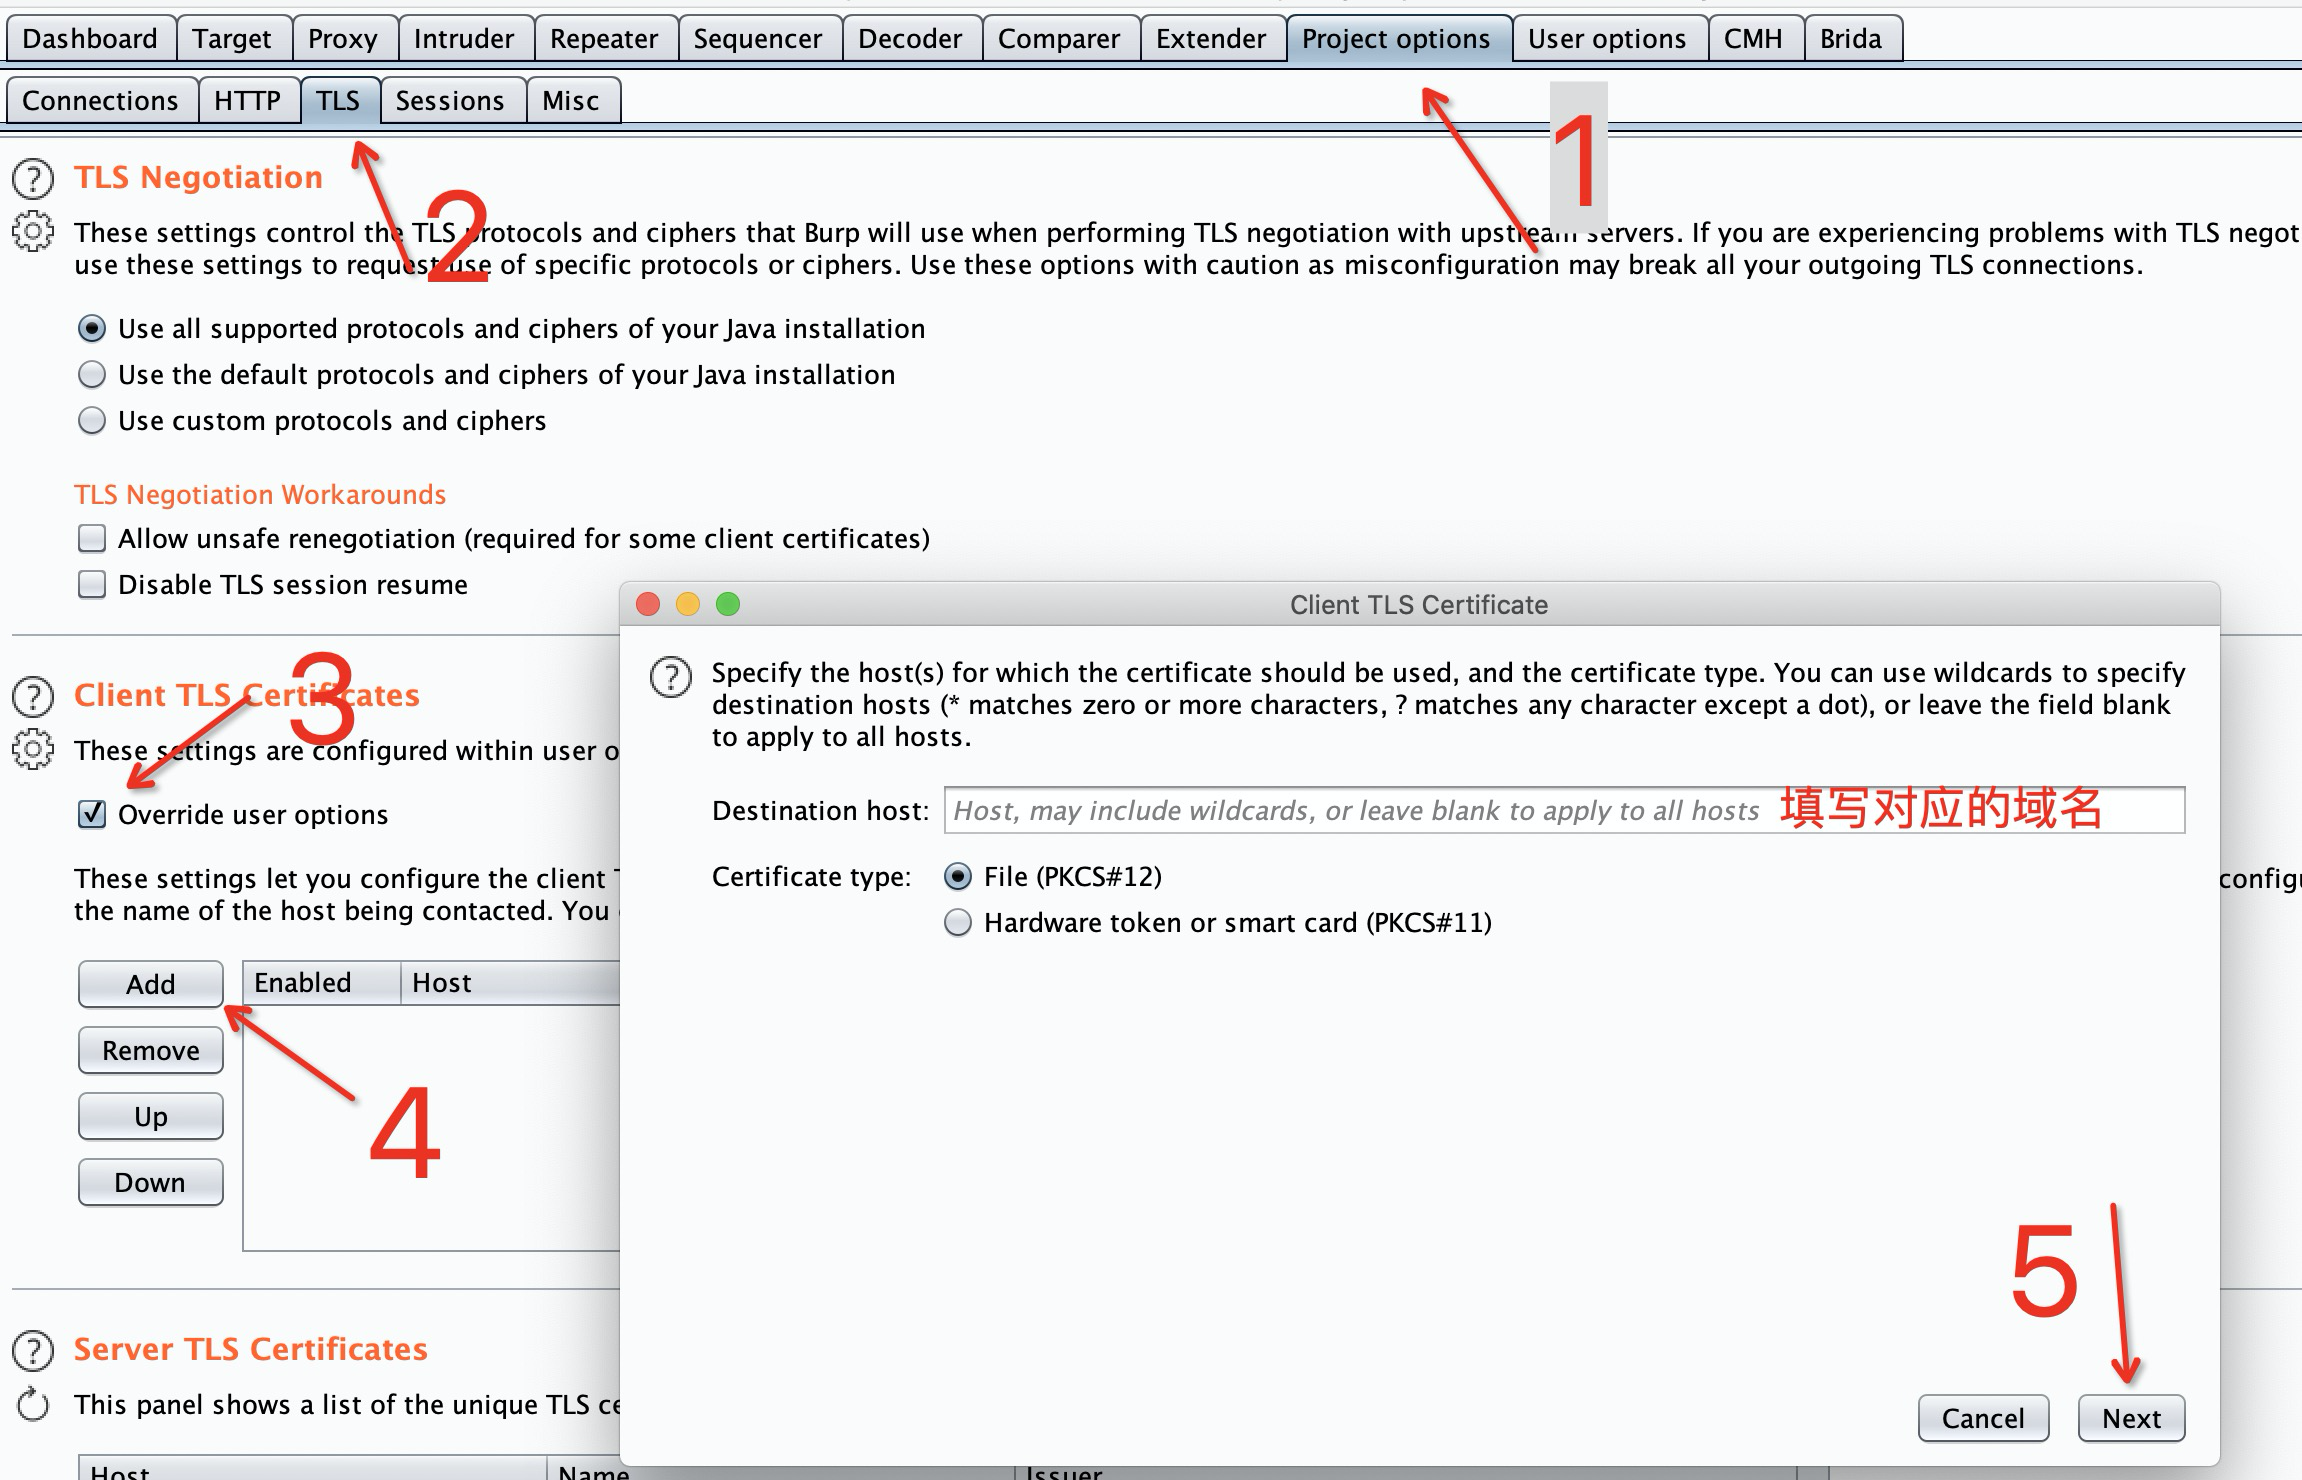 Dashboard Target Proxy Intruder Repeater Sequencer Decoder Comparer Extender Project options User options CMH Brida
Connections HTTP TLS Sessions Misc
1
2
TLS Negotiation
These settings control the TLS protocols and ciphers that Burp will use when performing TLS negotiation with upstream servers. If you are experiencing problems with TLS negot
use these settings to request use of specific protocols or ciphers. Use these options with caution as misconfiguration may break all your outgoing TLS connections.
Use all supported protocols and ciphers of your Java installation
Use the default protocols and ciphers of your Java installation
Use custom protocols and ciphers
TLS Negotiation Workarounds
Allow unsafe renegotiation (required for some client certificates)
Disable TLS session resume
3
Client TLS Certificates
These settings are configured within user o
Override user options
These settings let you configure the client
the name of the host being contacted. You
configu
Add
Remove
Up
Down
Enabled Host
4
Server TLS Certificates
This panel shows a list of the unique TLS ce
Host Name Issuer
Client TLS Certificate
Specify the host(s) for which the certificate should be used, and the certificate type. You can use wildcards to specify
destination hosts (* matches zero or more characters, ? matches any character except a dot), or leave the field blank
to apply to all hosts.
Destination host: Host, may include wildcards, or leave blank to apply to all hosts 填写对应的域名
Certificate type: File (PKCS#12)
Hardware token or smart card (PKCS#11)
5
Cancel Next